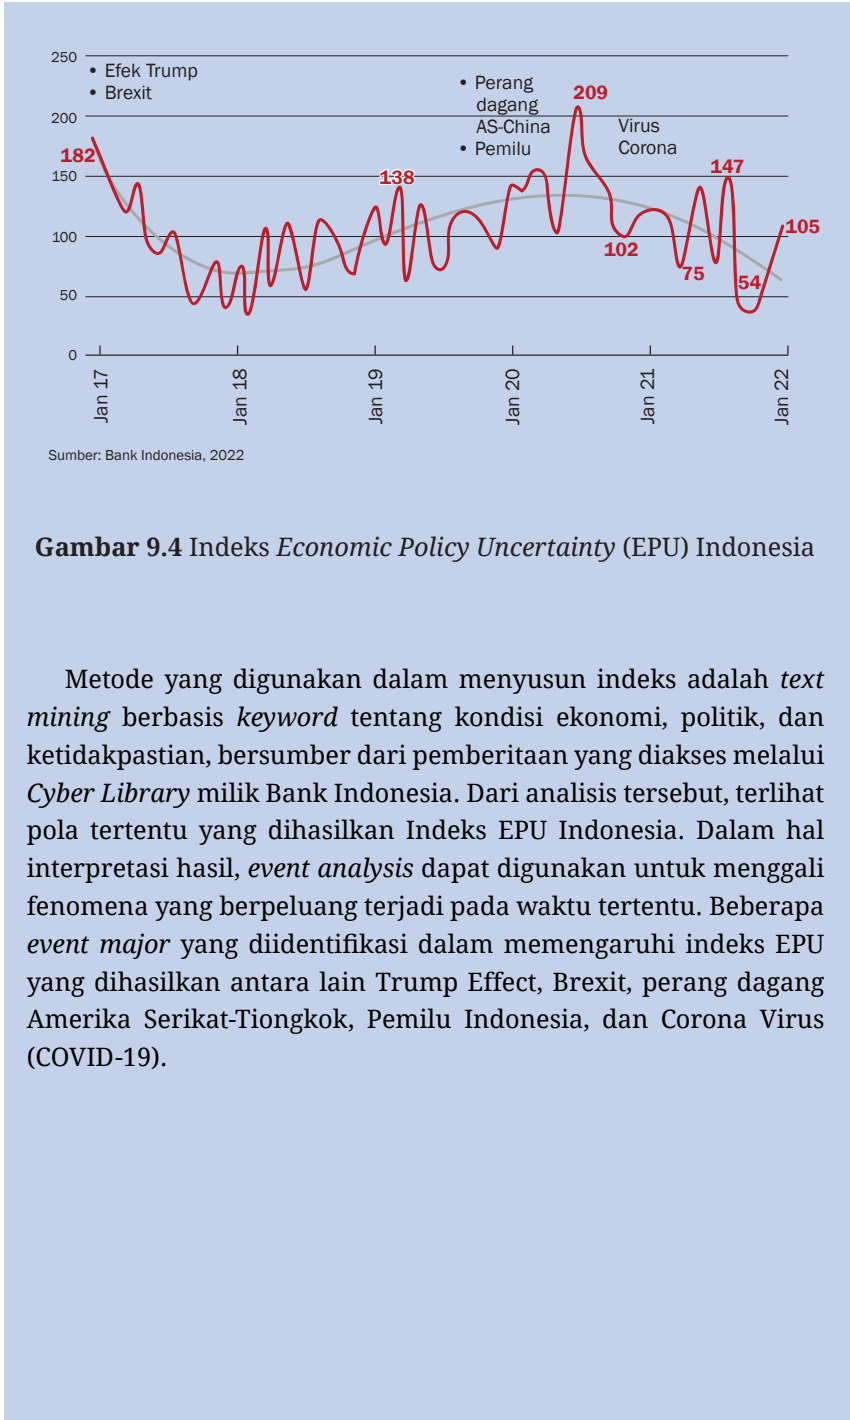 250
• Efek Trump
• Brexit
• Perang
dagang
AS-China
• Pemilu
209
Virus
Corona
200
182
150
138
147
100
102
105
75
54
50
0
Jan 17
Jan 18
Jan 19
Jan 20
Jan 21
Jan 22
Sumber: Bank Indonesia, 2022
Gambar 9.4 Indeks Economic Policy Uncertainty (EPU) Indonesia
Metode yang digunakan dalam menyusun indeks adalah text
mining berbasis keyword tentang kondisi ekonomi, politik, dan
ketidakpastian, bersumber dari pemberitaan yang diakses melalui
Cyber Library milik Bank Indonesia. Dari analisis tersebut, terlihat
pola tertentu yang dihasilkan Indeks EPU Indonesia. Dalam hal
interpretasi hasil, event analysis dapat digunakan untuk menggali
fenomena yang berpeluang terjadi pada waktu tertentu. Beberapa
event major yang diidentifikasi dalam memengaruhi indeks EPU
yang dihasilkan antara lain Trump Effect, Brexit, perang dagang
Amerika Serikat-Tiongkok, Pemilu Indonesia, dan Corona Virus
(COVID-19).